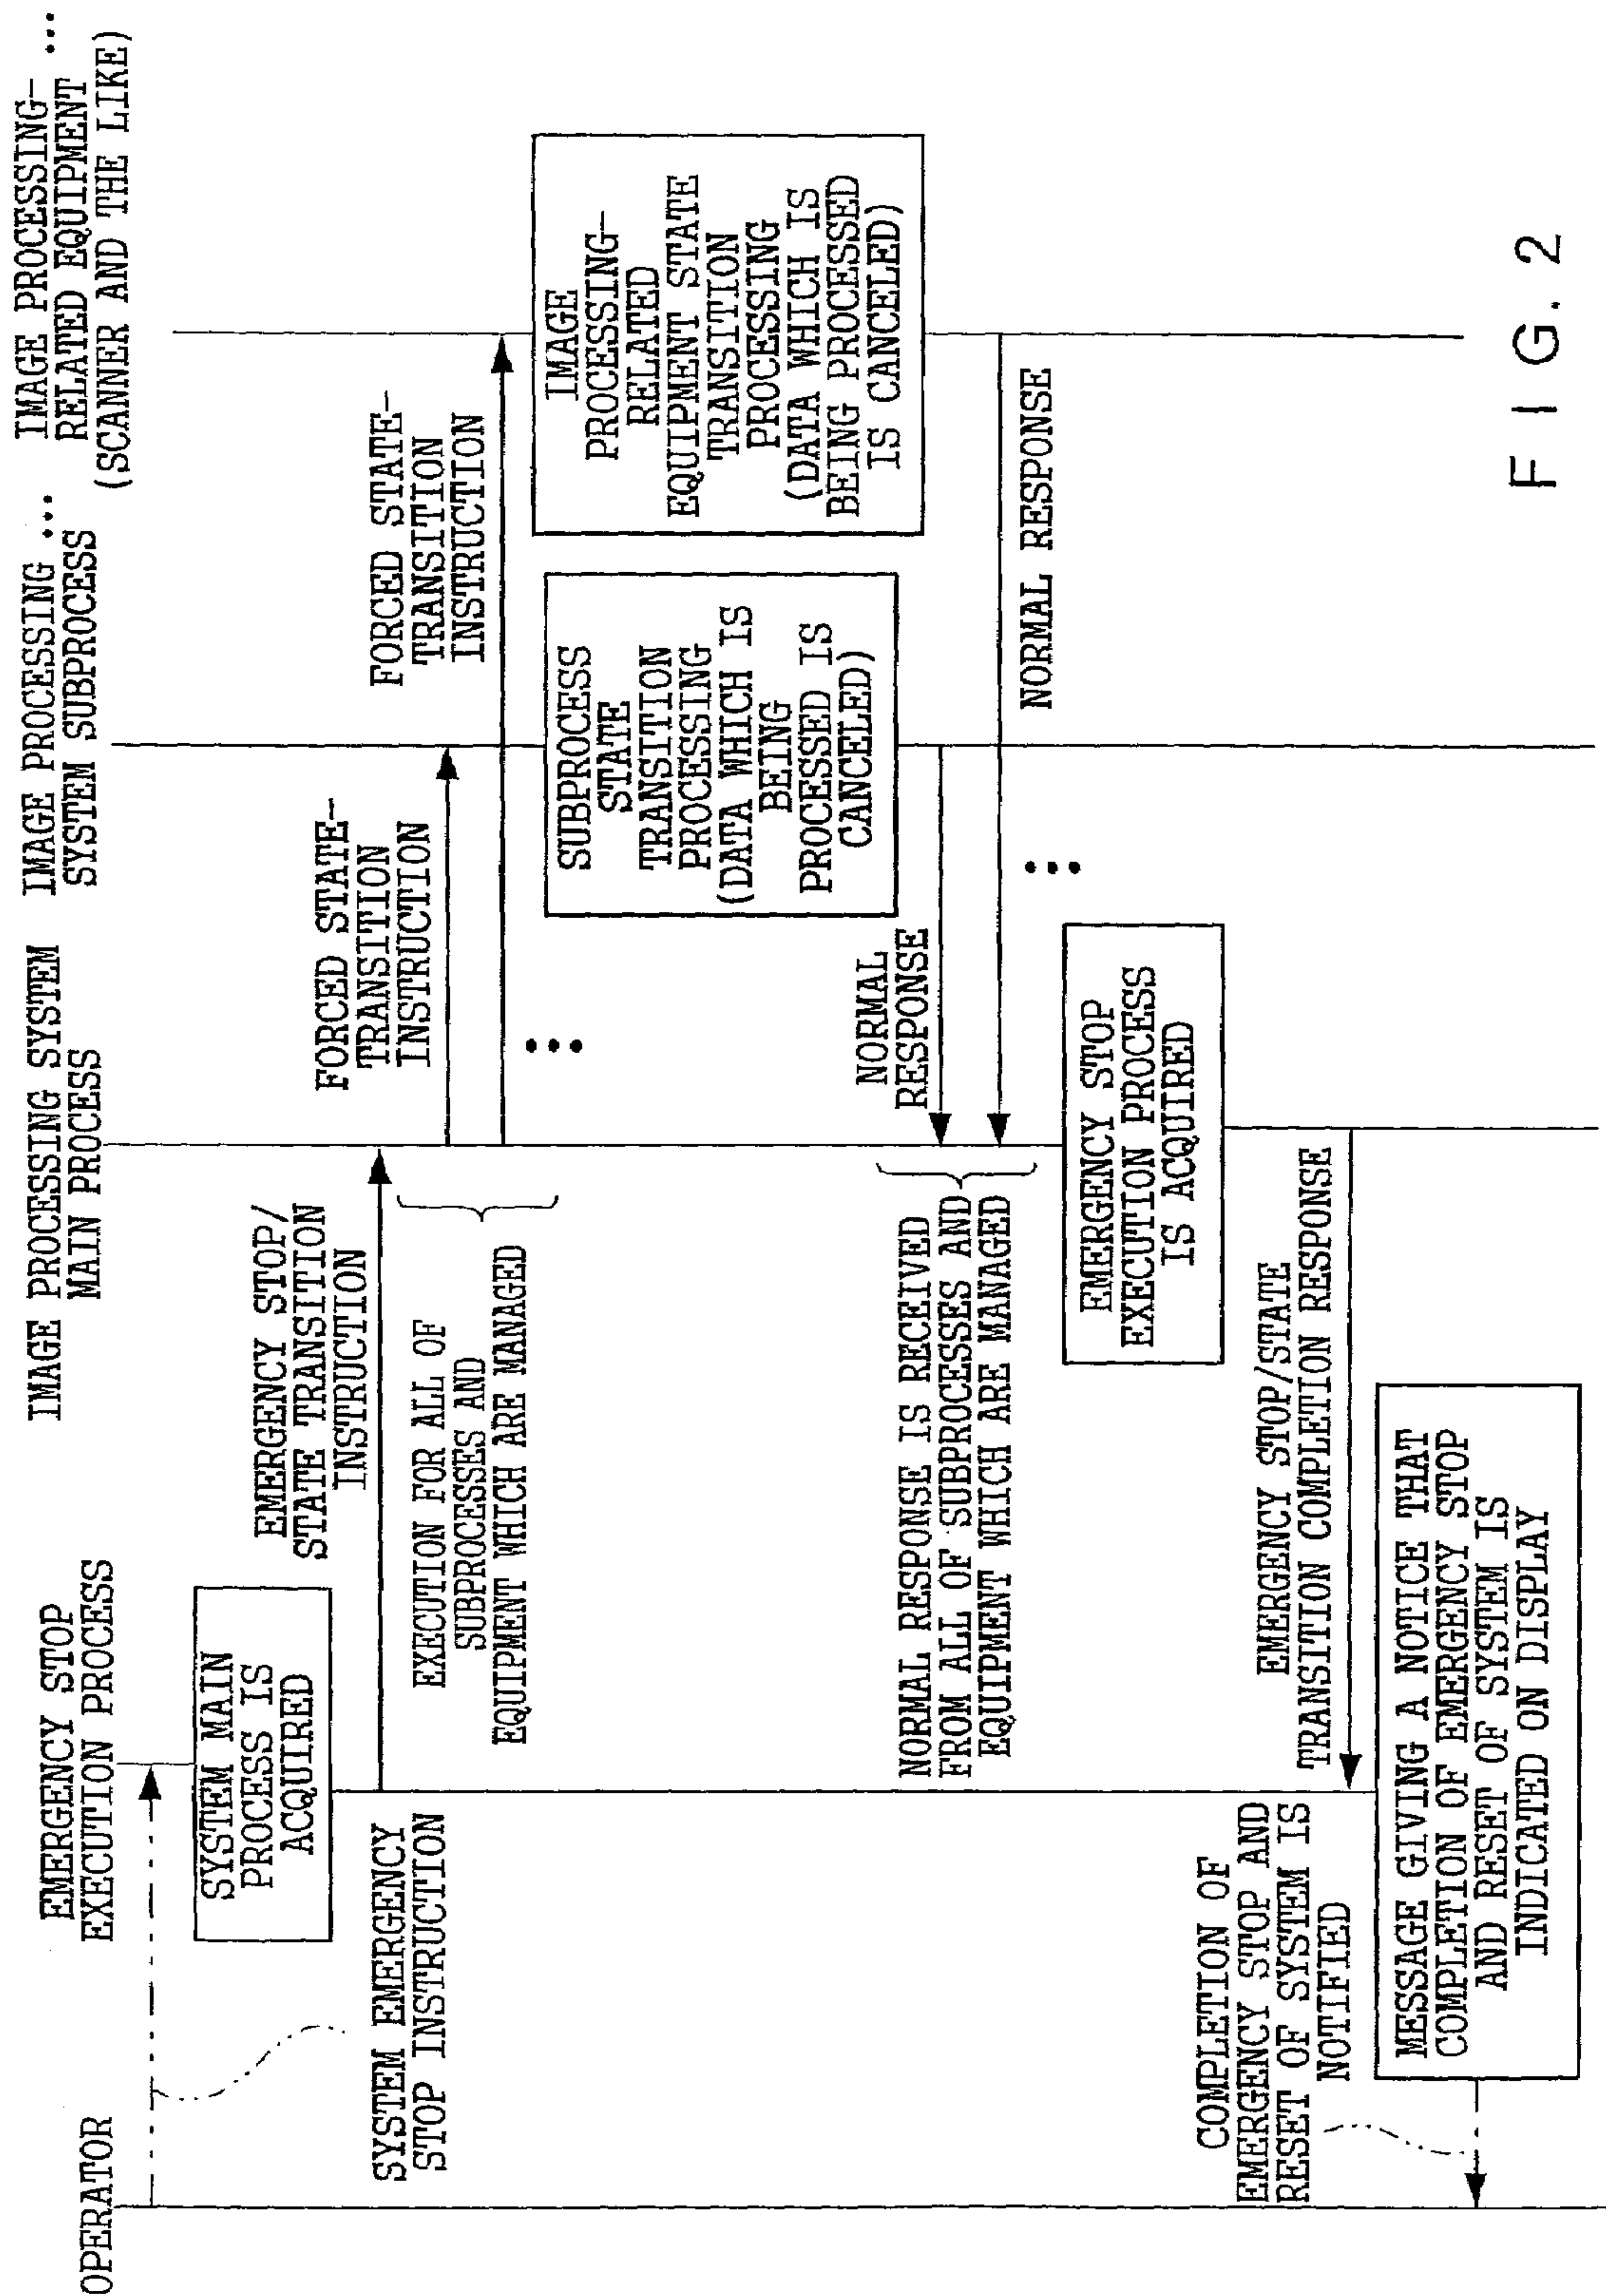 OPERATOR
EMERGENCY STOP
EXECUTION PROCESS
IMAGE PROCESSING SYSTEM
MAIN PROCESS
IMAGE PROCESSING ...
SYSTEM SUBPROCESS
IMAGE PROCESSING- ...
RELATED EQUIPMENT
(SCANNER AND THE LIKE)
SYSTEM EMERGENCY
STOP INSTRUCTION
SYSTEM MAIN
PROCESS IS
ACQUIRED
EMERGENCY STOP/
STATE TRANSITION
INSTRUCTION
EXECUTION FOR ALL OF
SUBPROCESSES AND
EQUIPMENT WHICH ARE MANAGED
FORCED STATE-
TRANSITION
INSTRUCTION
FORCED STATE-
TRANSITION
INSTRUCTION
...
SUBPROCESS
STATE
TRANSITION
PROCESSING
(DATA WHICH IS
BEING
PROCESSED IS
CANCELED)
IMAGE
PROCESSING-
RELATED
EQUIPMENT STATE
TRANSITION
PROCESSING
(DATA WHICH IS
BEING PROCESSED
IS CANCELED)
NORMAL
RESPONSE
NORMAL RESPONSE
...
NORMAL RESPONSE IS RECEIVED
FROM ALL OF SUBPROCESSES AND
EQUIPMENT WHICH ARE MANAGED
EMERGENCY STOP
EXECUTION PROCESS
IS ACQUIRED
EMERGENCY STOP/STATE
TRANSITION COMPLETION RESPONSE
COMPLETION OF
EMERGENCY STOP AND
RESET OF SYSTEM IS
NOTIFIED
MESSAGE GIVING A NOTICE THAT
COMPLETION OF EMERGENCY STOP
AND RESET OF SYSTEM IS
INDICATED ON DISPLAY
FIG. 2